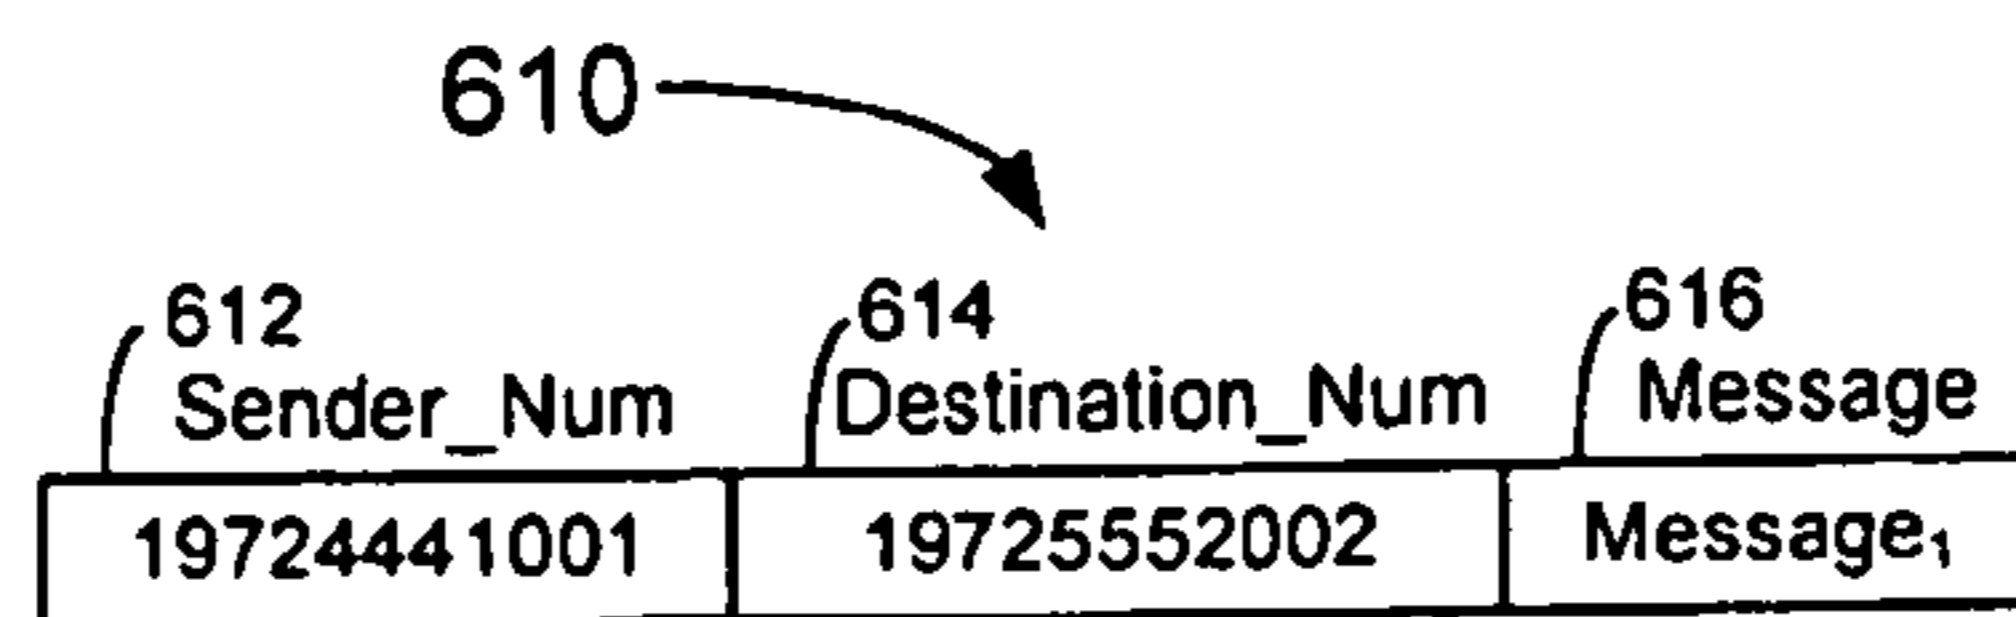 610
612 614 616
Sender_Num Destination_Num Message
19724441001 19725552002 Message₁